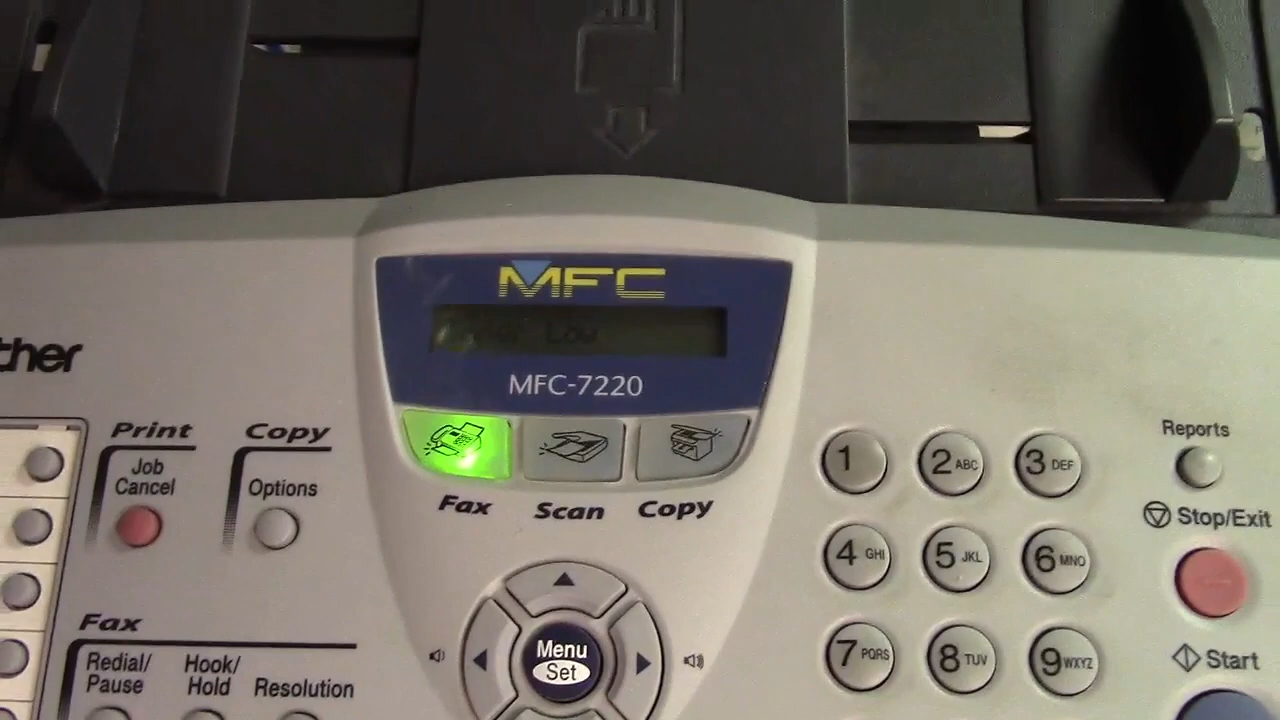 MFC
Low
MFC-7220
ther
Print
Job
Cancel
Copy
Options
Fax
Scan
Copy
1
2 ABC
3 DEF
4 GHI
5 JKL
6 MNO
7 PQRS
8 TUV
9 WXYZ
Reports
Stop/Exit
Start
Fax
Redial/
Pause
Hook/
Hold
Resolution
Menu
Set